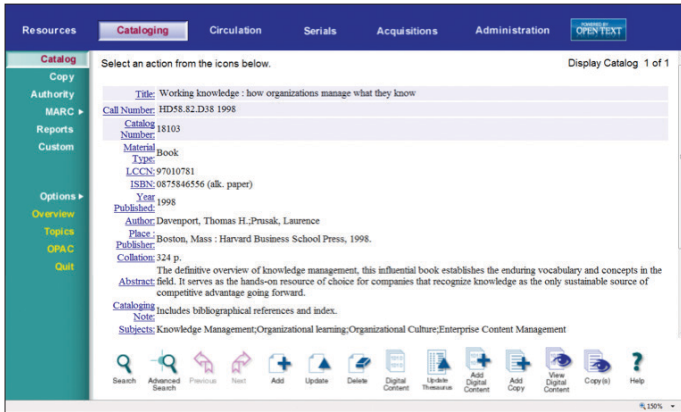 Resources Cataloging Circulation Serials Acquisitions Administration POWERED BY OPEN TEXT
Catalog
Copy
Authority
MARC
Reports
Custom
Options
Overview
Topics
OPAC
Quit
Select an action from the icons below. Display Catalog 1 of 1
Title: Working knowledge : how organizations manage what they know
Call Number: HD58.82.D38 1998
Catalog
Number: 18103
Material
Type: Book
LCCN: 97010781
ISBN: 0875846556 (alk. paper)
Year
Published: 1998
Author: Davenport, Thomas H.;Prusak, Laurence
Place :
Publisher: Boston, Mass : Harvard Business School Press, 1998.
Collation: 324 p.
The definitive overview of knowledge management, this influential book establishes the enduring vocabulary and concepts in the
Abstract: field. It serves as the hands-on resource of choice for companies that recognize knowledge as the only sustainable source of
competitive advantage going forward.
Cataloging
Note: Includes bibliographical references and index.
Subjects: Knowledge Management;Organizational learning;Organizational Culture;Enterprise Content Management
Search
Advanced
Search
Previous
Next
Add
Update
Delete
Digital
Content
Update
Thesaurus
Add
Digital
Content
Add
Copy
View
Digital
Content
Copy(s)
Help
150%